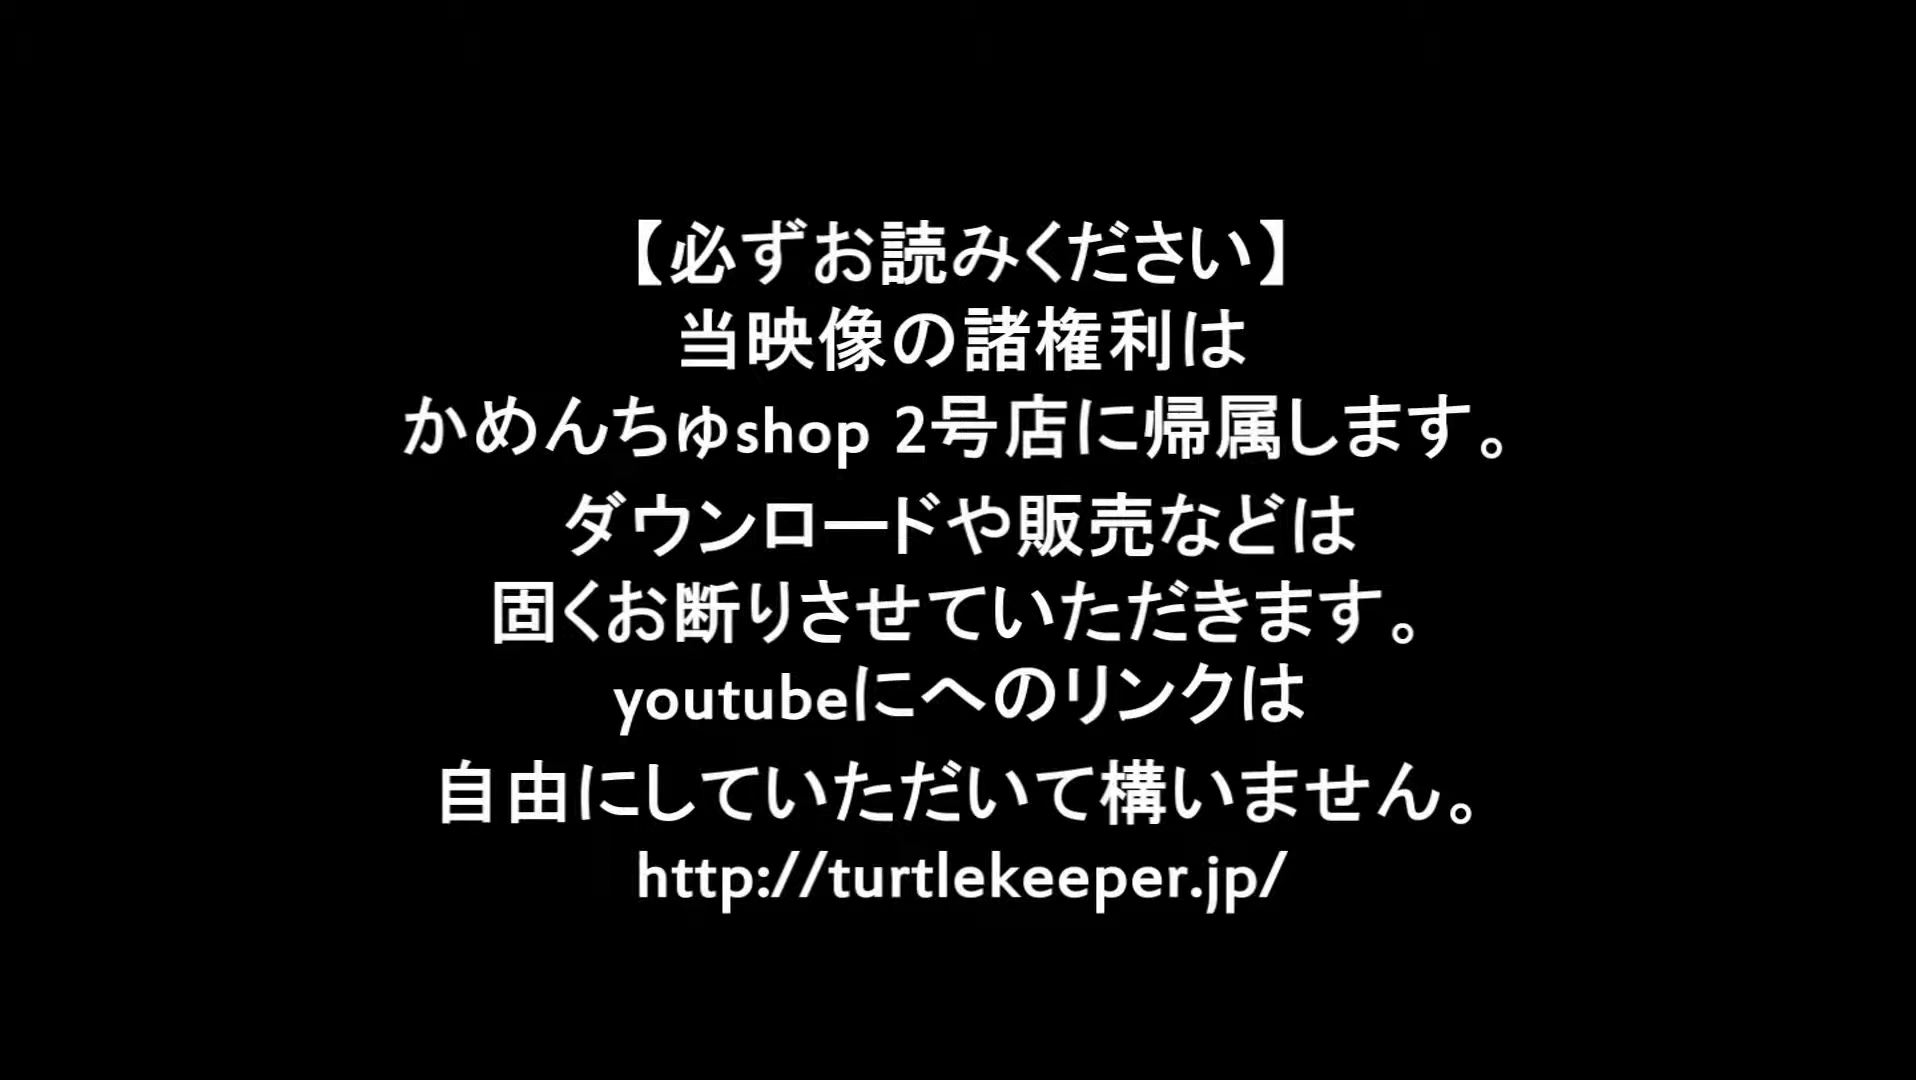 【必ずお読みください】
当映像の諸権利は
かめんちゅshop 2号店に帰属します。
ダウンロードや販売などは
固くお断りさせていただきます。
youtubeにへのリンクは
自由にしていただいて構いません。
http://turtlekeeper.jp/